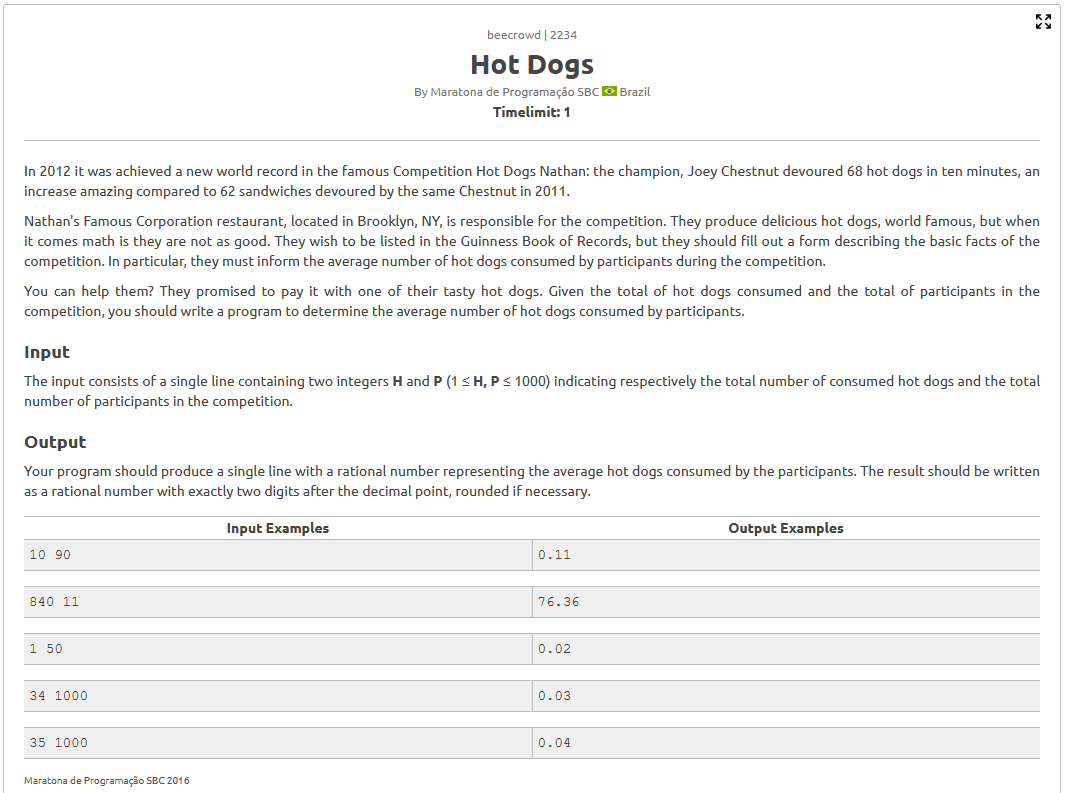 beecrowd | 2234
Hot Dogs
By Maratona de Programação SBC Brazil
Timelimit: 1
In 2012 it was achieved a new world record in the famous Competition Hot Dogs Nathan: the champion, Joey Chestnut devoured 68 hot dogs in ten minutes, an
increase amazing compared to 62 sandwiches devoured by the same Chestnut in 2011.
Nathan's Famous Corporation restaurant, located in Brooklyn, NY, is responsible for the competition. They produce delicious hot dogs, world famous, but when
it comes math is they are not as good. They wish to be listed in the Guinness Book of Records, but they should fill out a form describing the basic facts of the
competition. In particular, they must inform the average number of hot dogs consumed by participants during the competition.
You can help them? They promised to pay it with one of their tasty hot dogs. Given the total of hot dogs consumed and the total of participants in the
competition, you should write a program to determine the average number of hot dogs consumed by participants.
Input
The input consists of a single line containing two integers H and P (1 ≤ H, P ≤ 1000) indicating respectively the total number of consumed hot dogs and the total
number of participants in the competition.
Output
Your program should produce a single line with a rational number representing the average hot dogs consumed by the participants. The result should be written
as a rational number with exactly two digits after the decimal point, rounded if necessary.
Input Examples Output Examples
10 90 0.11
840 11 76.36
1 50 0.02
34 1000 0.03
35 1000 0.04
Maratona de Programação SBC 2016